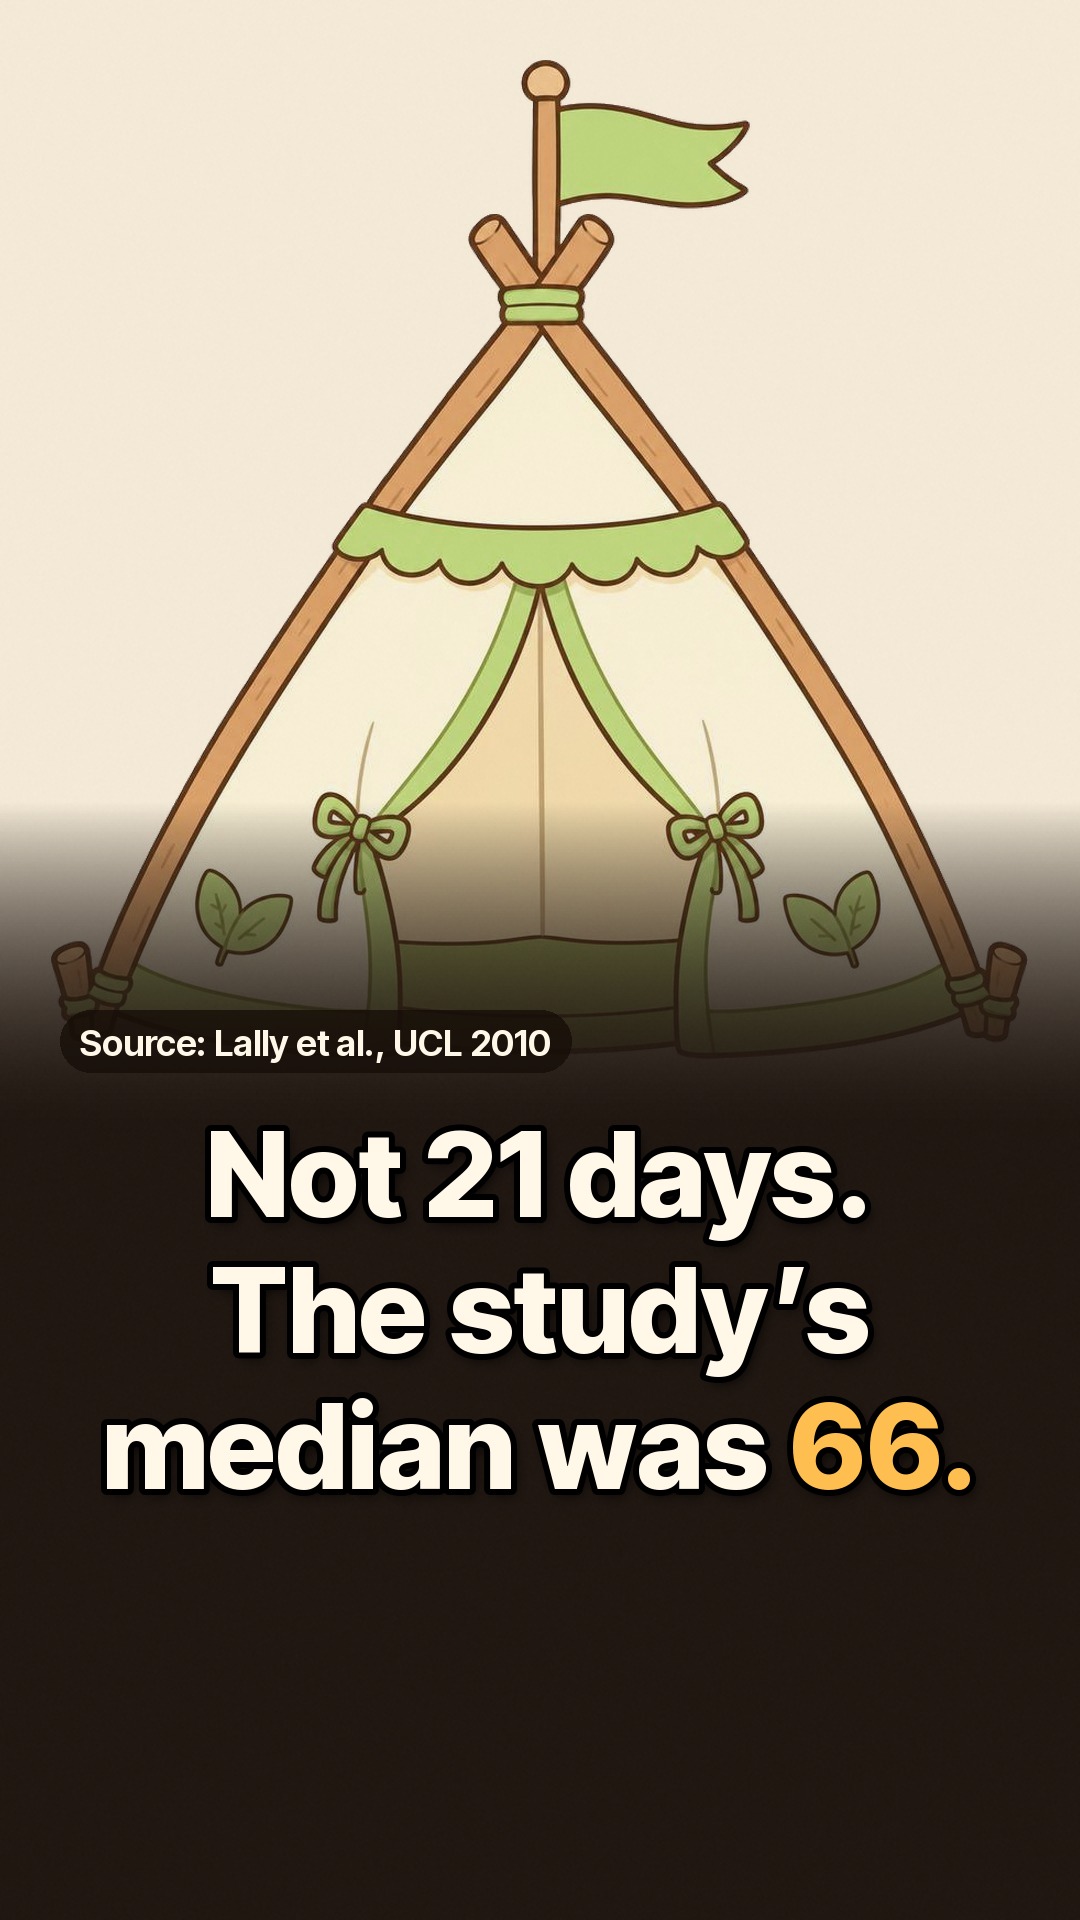 Source: Lally et al., UCL 2010
Not 21 days.
The study’s
median was 66.